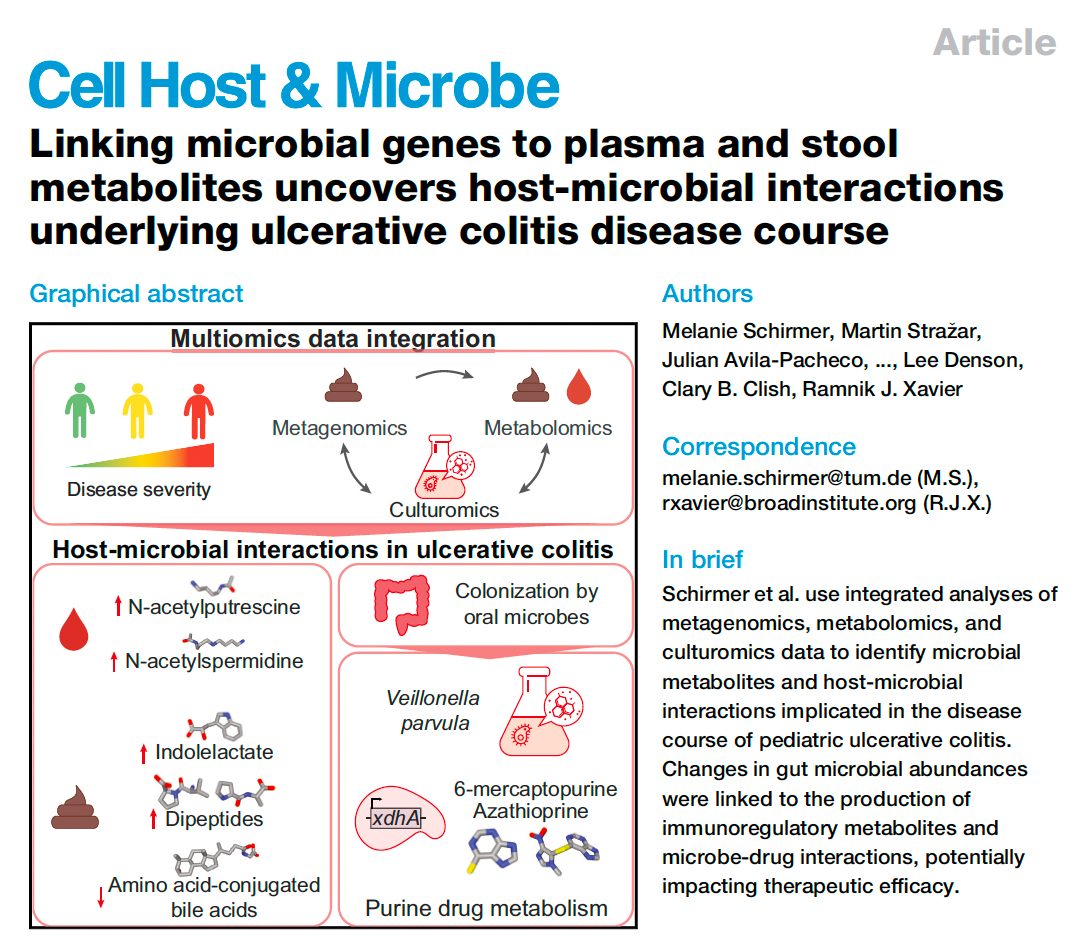 Article
Cell Host & Microbe
Linking microbial genes to plasma and stool
metabolites uncovers host-microbial interactions
underlying ulcerative colitis disease course
Graphical abstract
Multiomics data integration
Disease severity
Metagenomics
Metabolomics
Culturomics
Host-microbial interactions in ulcerative colitis
N-acetylputrescine
N-acetylspermidine
Indolelactate
Dipeptides
Amino acid-conjugated
bile acids
Colonization by
oral microbes
Veillonella
parvula
6-mercaptopurine
Azathioprine
xdhA
Purine drug metabolism
Authors
Melanie Schirmer, Martin Stražar,
Julian Avila-Pacheco, ..., Lee Denson,
Clary B. Clish, Ramnik J. Xavier
Correspondence
melanie.schirmer@tum.de (M.S.),
rxavier@broadinstitute.org (R.J.X.)
In brief
Schirmer et al. use integrated analyses of
metagenomics, metabolomics, and
culturomics data to identify microbial
metabolites and host-microbial
interactions implicated in the disease
course of pediatric ulcerative colitis.
Changes in gut microbial abundances
were linked to the production of
immunoregulatory metabolites and
microbe-drug interactions, potentially
impacting therapeutic efficacy.